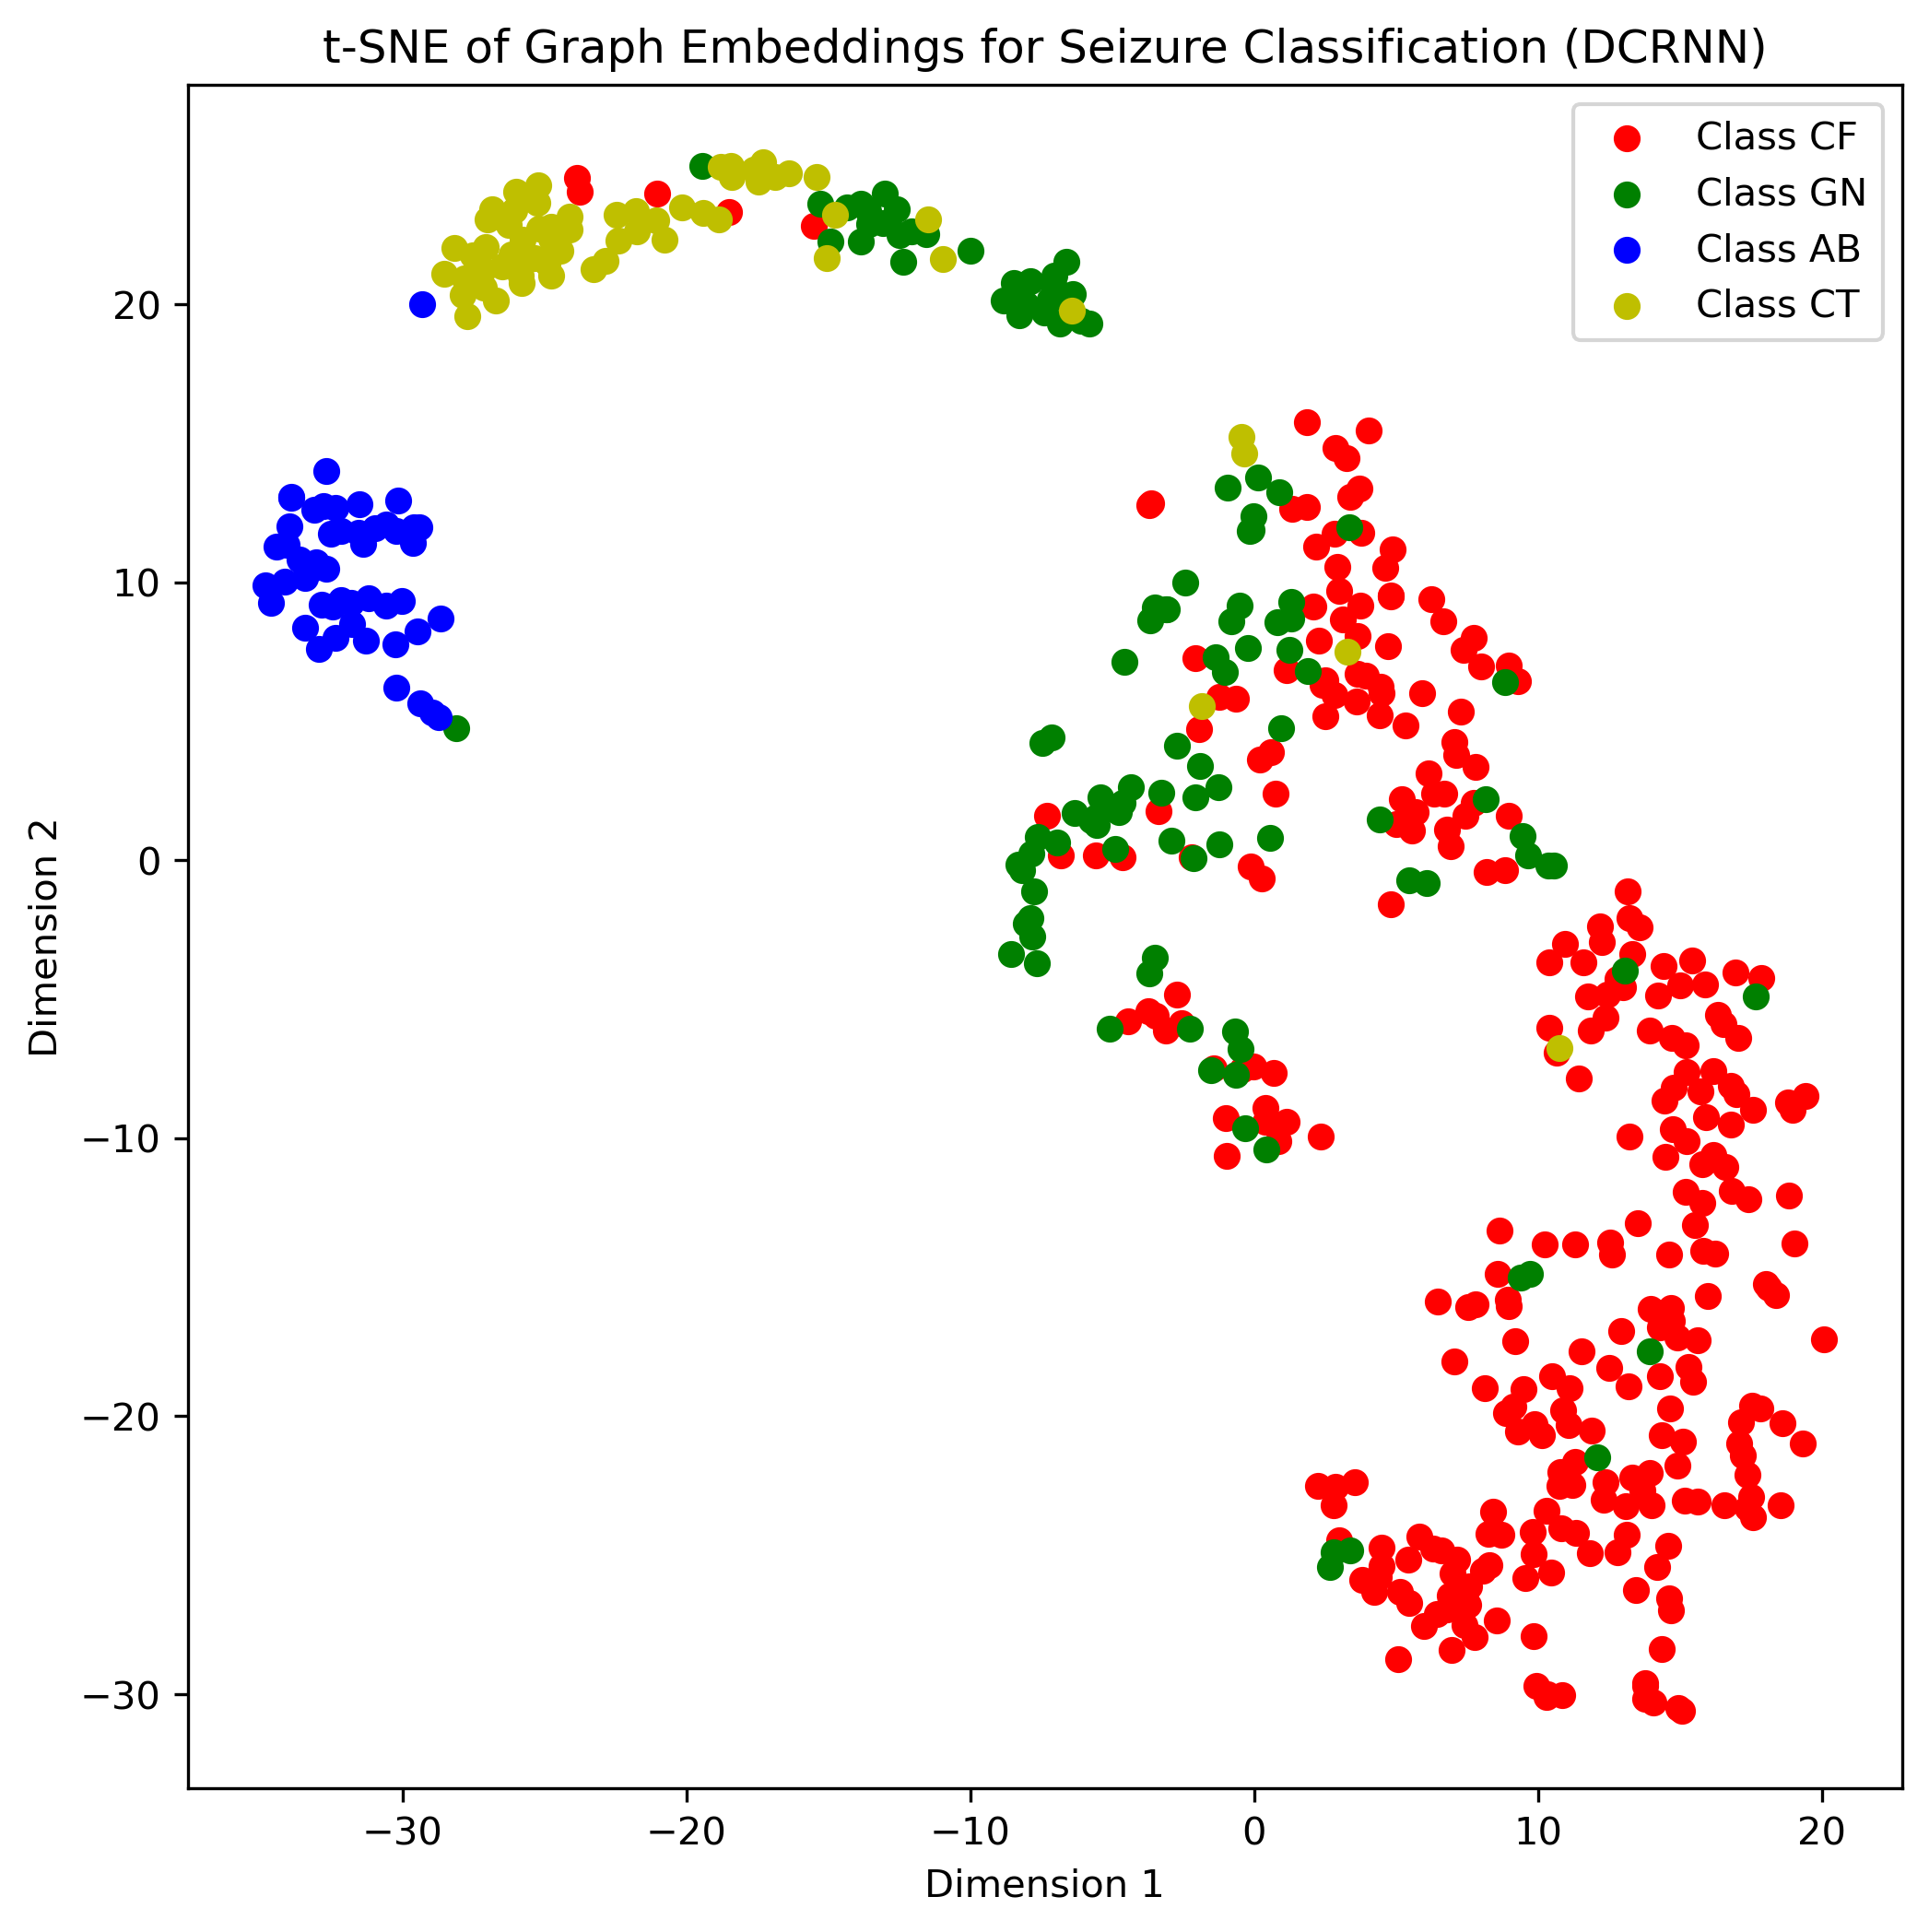 t-SNE of Graph Embeddings for Seizure Classification (DCRNN)
Class CF
Class GN
Class AB
Class CT
Dimension 2
20
10
0
−10
−20
−30
−30
−20
−10
0
10
20
Dimension 1